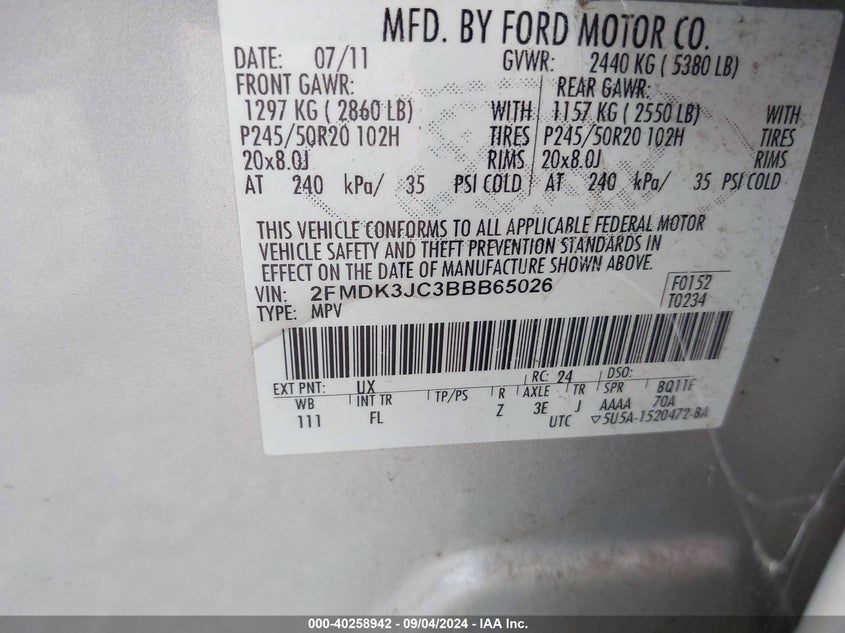 MFD. BY FORD MOTOR CO.
DATE: 07/11 GVWR: 2440 KG ( 5380 LB)
FRONT GAWR: REAR GAWR:
1297 KG ( 2860 LB) WITH 1157 KG ( 2550 LB) WITH
P245/50R20 102H TIRES P245/50R20 102H TIRES
20x8.0J RIMS 20x8.0J RIMS
AT 240 kPa/ 35 PSI COLD AT 240 kPa/ 35 PSI COLD
THIS VEHICLE CONFORMS TO ALL APPLICABLE FEDERAL MOTOR
VEHICLE SAFETY AND THEFT PREVENTION STANDARDS IN
EFFECT ON THE DATE OF MANUFACTURE SHOWN ABOVE.
VIN: 2FMDK3JC3BBB65026 F0152
TYPE: MPV T0234
EXT PNT: UX RC: 24 DSO:
WB INT TR TP/PS R AXLE TR SPR BQ11F
111 FL Z 3E J AAAA 70A
UTC ▽5U5A-1520472-BA
000-40258942 - 09/04/2024 - IAA Inc.